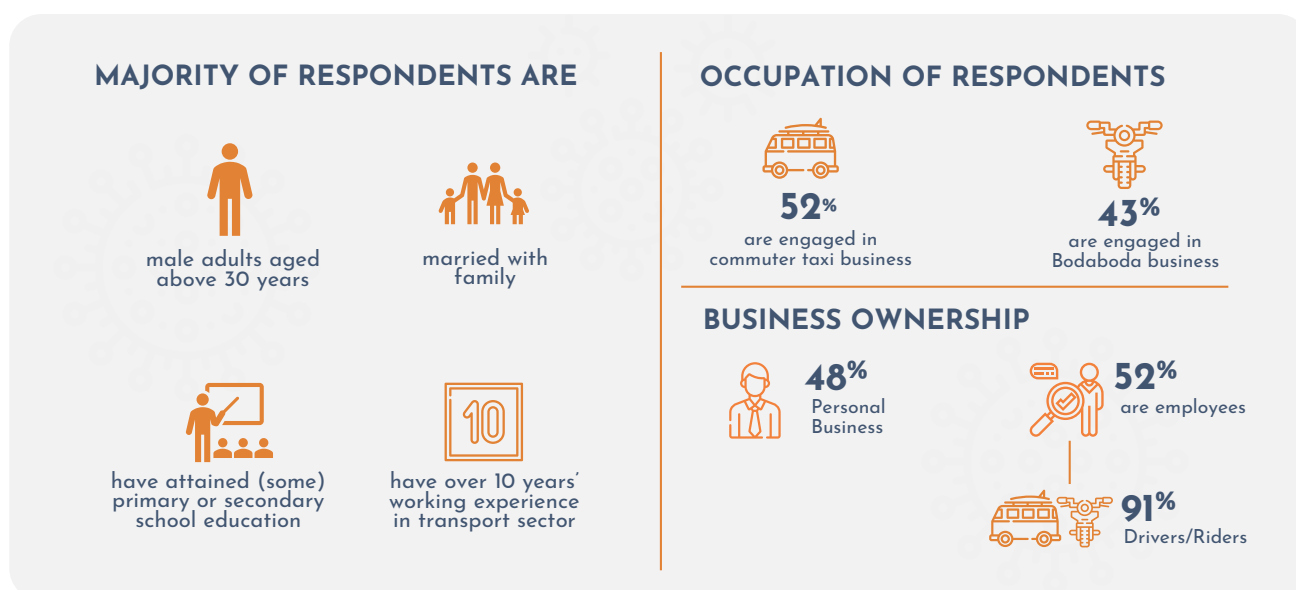 MAJORITY OF RESPONDENTS ARE
male adults aged
above 30 years
married with
family
have attained (some)
primary or secondary
school education
10
have over 10 years'
working experience
in transport sector
OCCUPATION OF RESPONDENTS
52%
are engaged in
commuter taxi business
43%
are engaged in
Bodaboda business
BUSINESS OWNERSHIP
48%
Personal
Business
52%
are employees
91%
Drivers/Riders